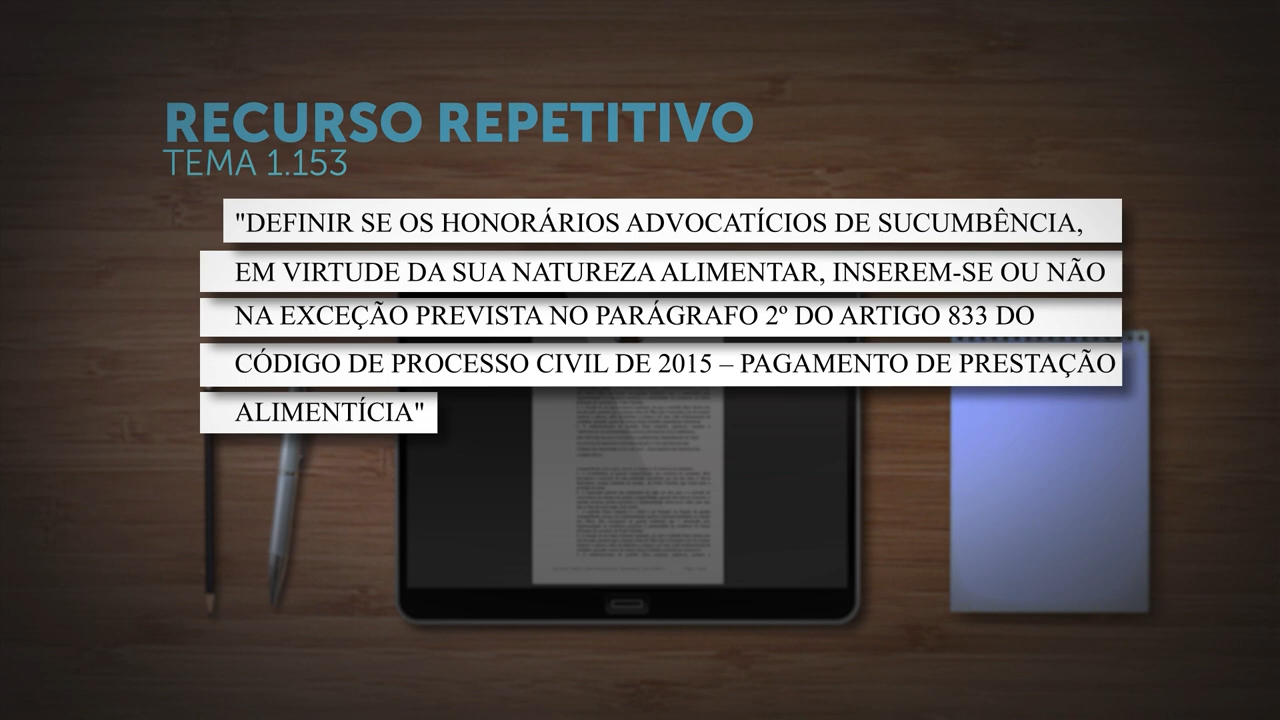 RECURSO REPETITIVO
TEMA 1.153
"DEFINIR SE OS HONORÁRIOS ADVOCATÍCIOS DE SUCUMBÊNCIA,
EM VIRTUDE DA SUA NATUREZA ALIMENTAR, INSEREM-SE OU NÃO
NA EXCEÇÃO PREVISTA NO PARÁGRAFO 2º DO ARTIGO 833 DO
CÓDIGO DE PROCESSO CIVIL DE 2015 – PAGAMENTO DE PRESTAÇÃO
ALIMENTÍCIA"